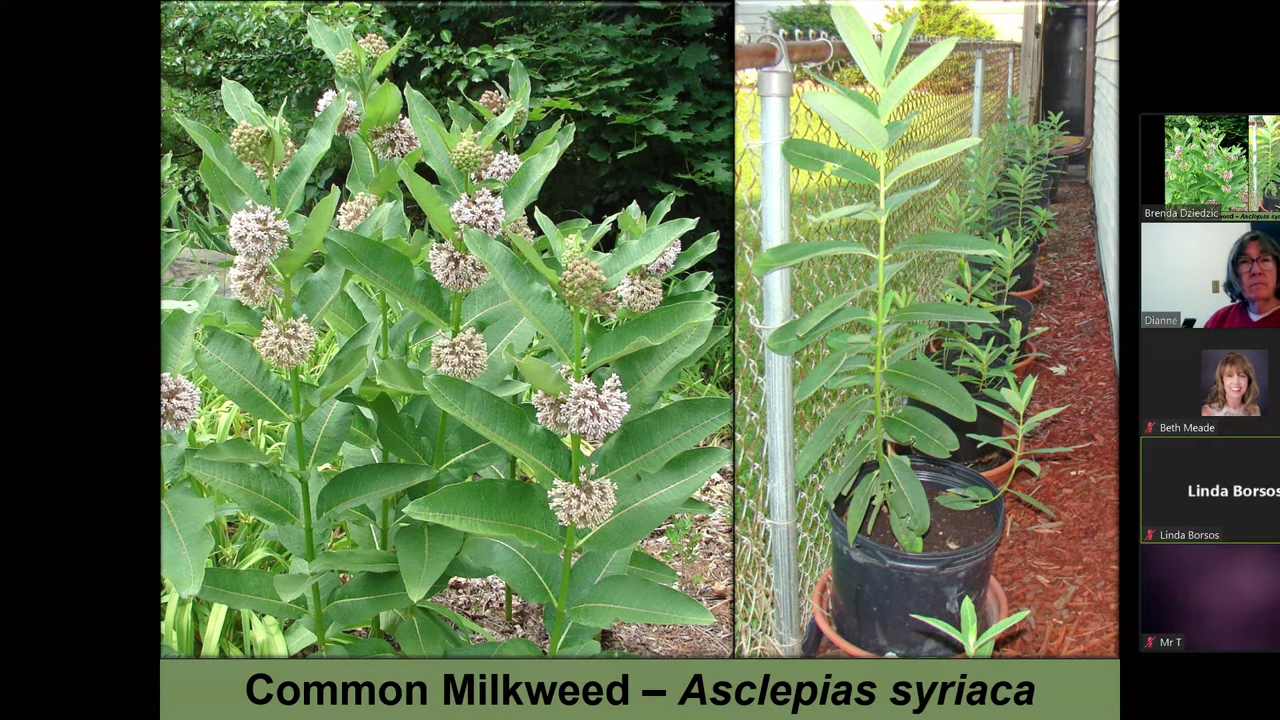 Common Milkweed – Asclepias syriaca
Brenda Dziedzic
Dianne
Beth Meade
Linda Borsos
Linda Borsos
Mr T